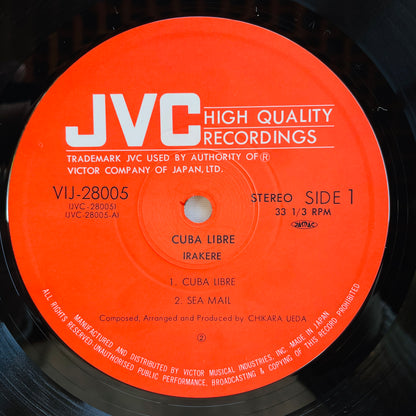 JVC HIGH QUALITY
RECORDINGS
TRADEMARK JVC USED BY AUTHORITY OF Ⓡ
VICTOR COMPANY OF JAPAN, LTD.
VIJ-28005
(JVC-28005)
(JVC-28005-A)
STEREO SIDE 1
33 1/3 RPM
JASRAC
CUBA LIBRE
IRAKERE
1. CUBA LIBRE
2. SEA MAIL
Composed, Arranged and Produced by CHIKARA UEDA
②
MANUFACTURED AND DISTRIBUTED BY VICTOR MUSICAL INDUSTRIES, INC. MADE IN JAPAN
ALL RIGHTS RESERVED. UNAUTHORISED PUBLIC PERFORMANCE, BROADCASTING & COPYING OF THIS RECORD PROHIBITED